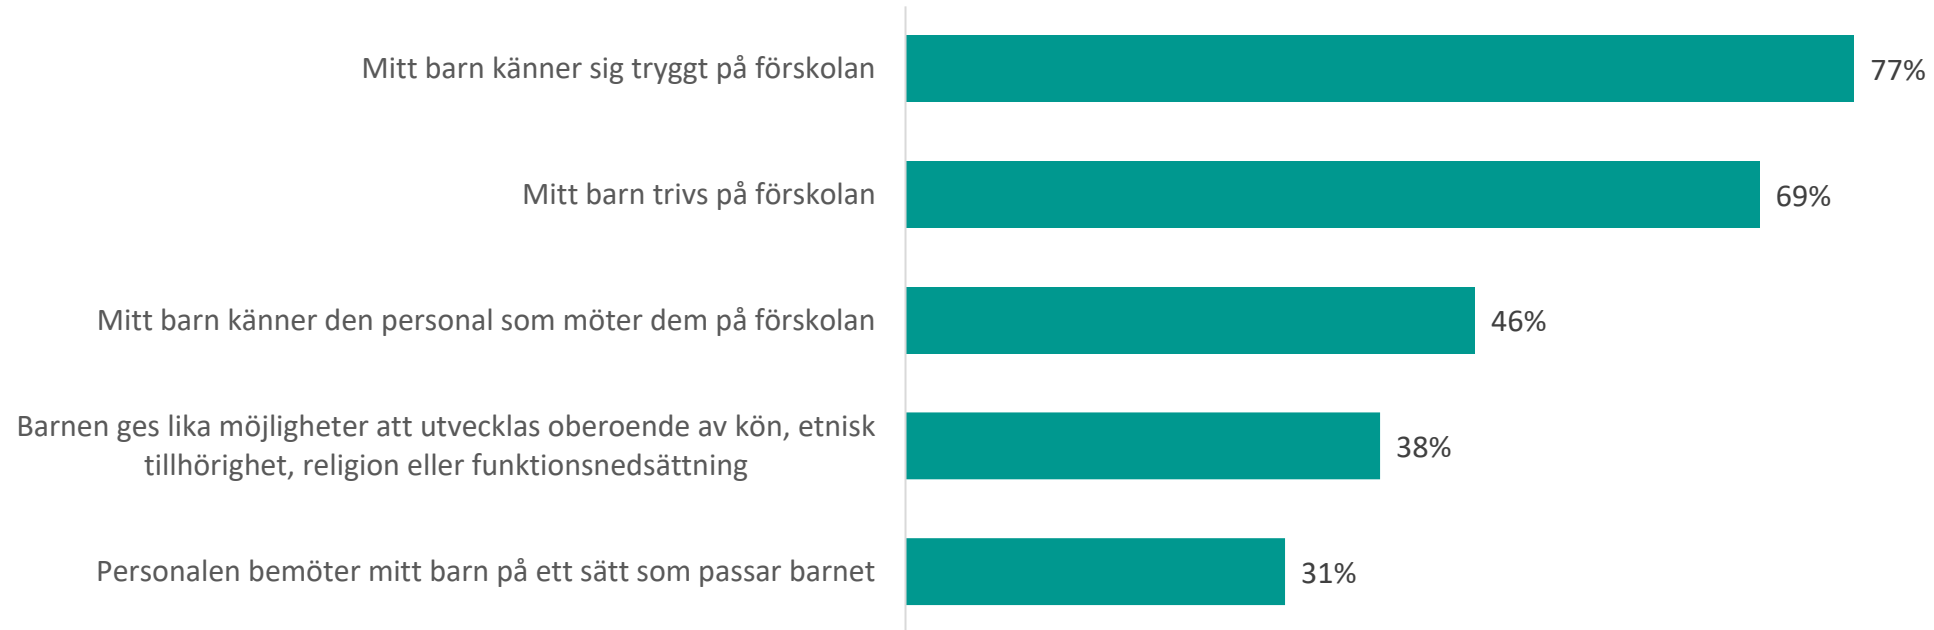 Mitt barn känner sig tryggt på förskolan
77%
Mitt barn trivs på förskolan
69%
Mitt barn känner den personal som möter dem på förskolan
46%
Barnen ges lika möjligheter att utvecklas oberoende av kön, etnisk
tillhörighet, religion eller funktionsnedsättning
38%
Personalen bemöter mitt barn på ett sätt som passar barnet
31%